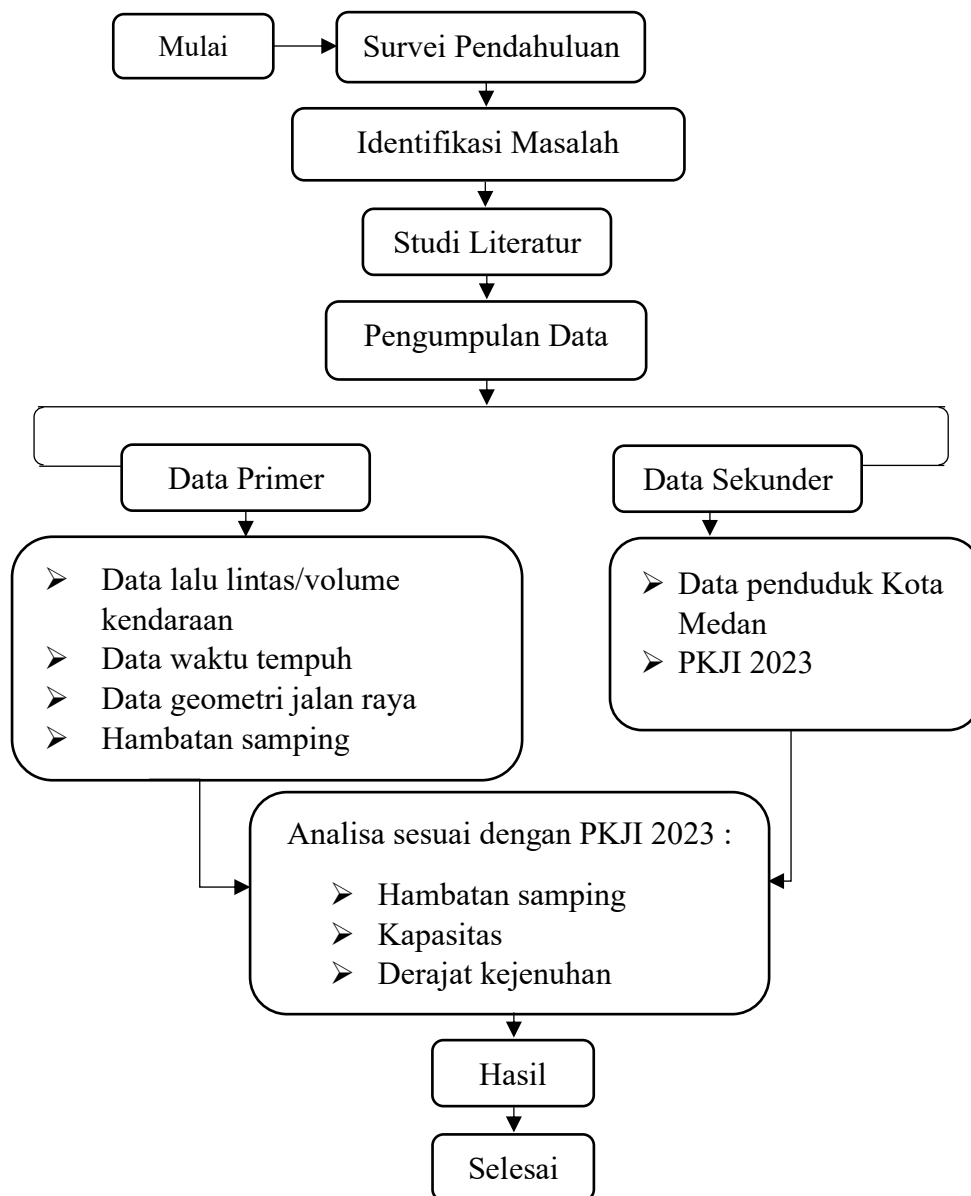 Mulai
Survei Pendahuluan
Identifikasi Masalah
Studi Literatur
Pengumpulan Data
Data Primer
Data Sekunder
➢ Data lalu lintas/volume
kendaraan
➢ Data waktu tempuh
➢ Data geometri jalan raya
➢ Hambatan samping
➢ Data penduduk Kota
Medan
➢ PKJI 2023
Analisa sesuai dengan PKJI 2023 :
➢ Hambatan samping
➢ Kapasitas
➢ Derajat kejenuhan
Hasil
Selesai